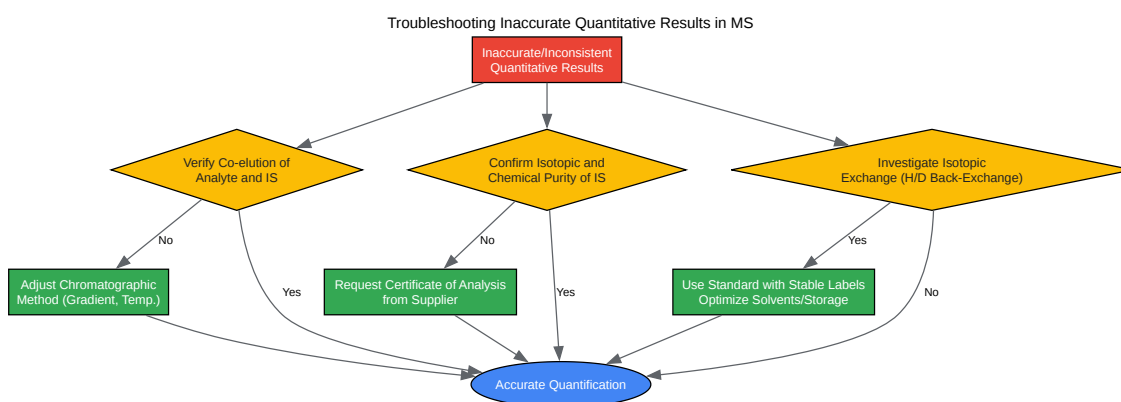 Troubleshooting Inaccurate Quantitative Results in MS
Inaccurate/Inconsistent
Quantitative Results
Verify Co-elution of
Analyte and IS
Confirm Isotopic and
Chemical Purity of IS
Investigate Isotopic
Exchange (H/D Back-Exchange)
No
No
Yes
Adjust Chromatographic
Method (Gradient, Temp.)
Yes
Request Certificate of Analysis
from Supplier
Yes
Use Standard with Stable Labels
Optimize Solvents/Storage
No
Accurate Quantification